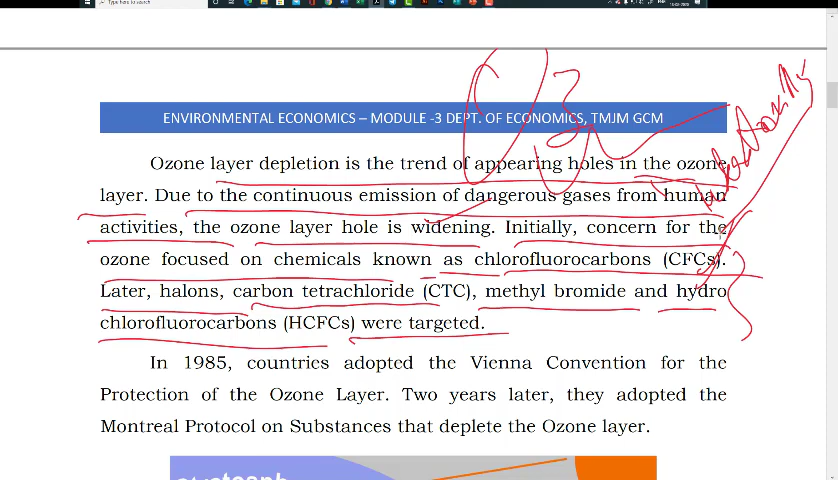 Type here to search
ENVIRONMENTAL ECONOMICS – MODULE -3 DEPT. OF ECONOMICS, TMJM GCM
Ozone layer depletion is the trend of appearing holes in the ozone
layer. Due to the continuous emission of dangerous gases from human
activities, the ozone layer hole is widening. Initially, concern for the
ozone focused on chemicals known as chlorofluorocarbons (CFCs).
Later, halons, carbon tetrachloride (CTC), methyl bromide and hydro
chlorofluorocarbons (HCFCs) were targeted.
In 1985, countries adopted the Vienna Convention for the
Protection of the Ozone Layer. Two years later, they adopted the
Montreal Protocol on Substances that deplete the Ozone layer.